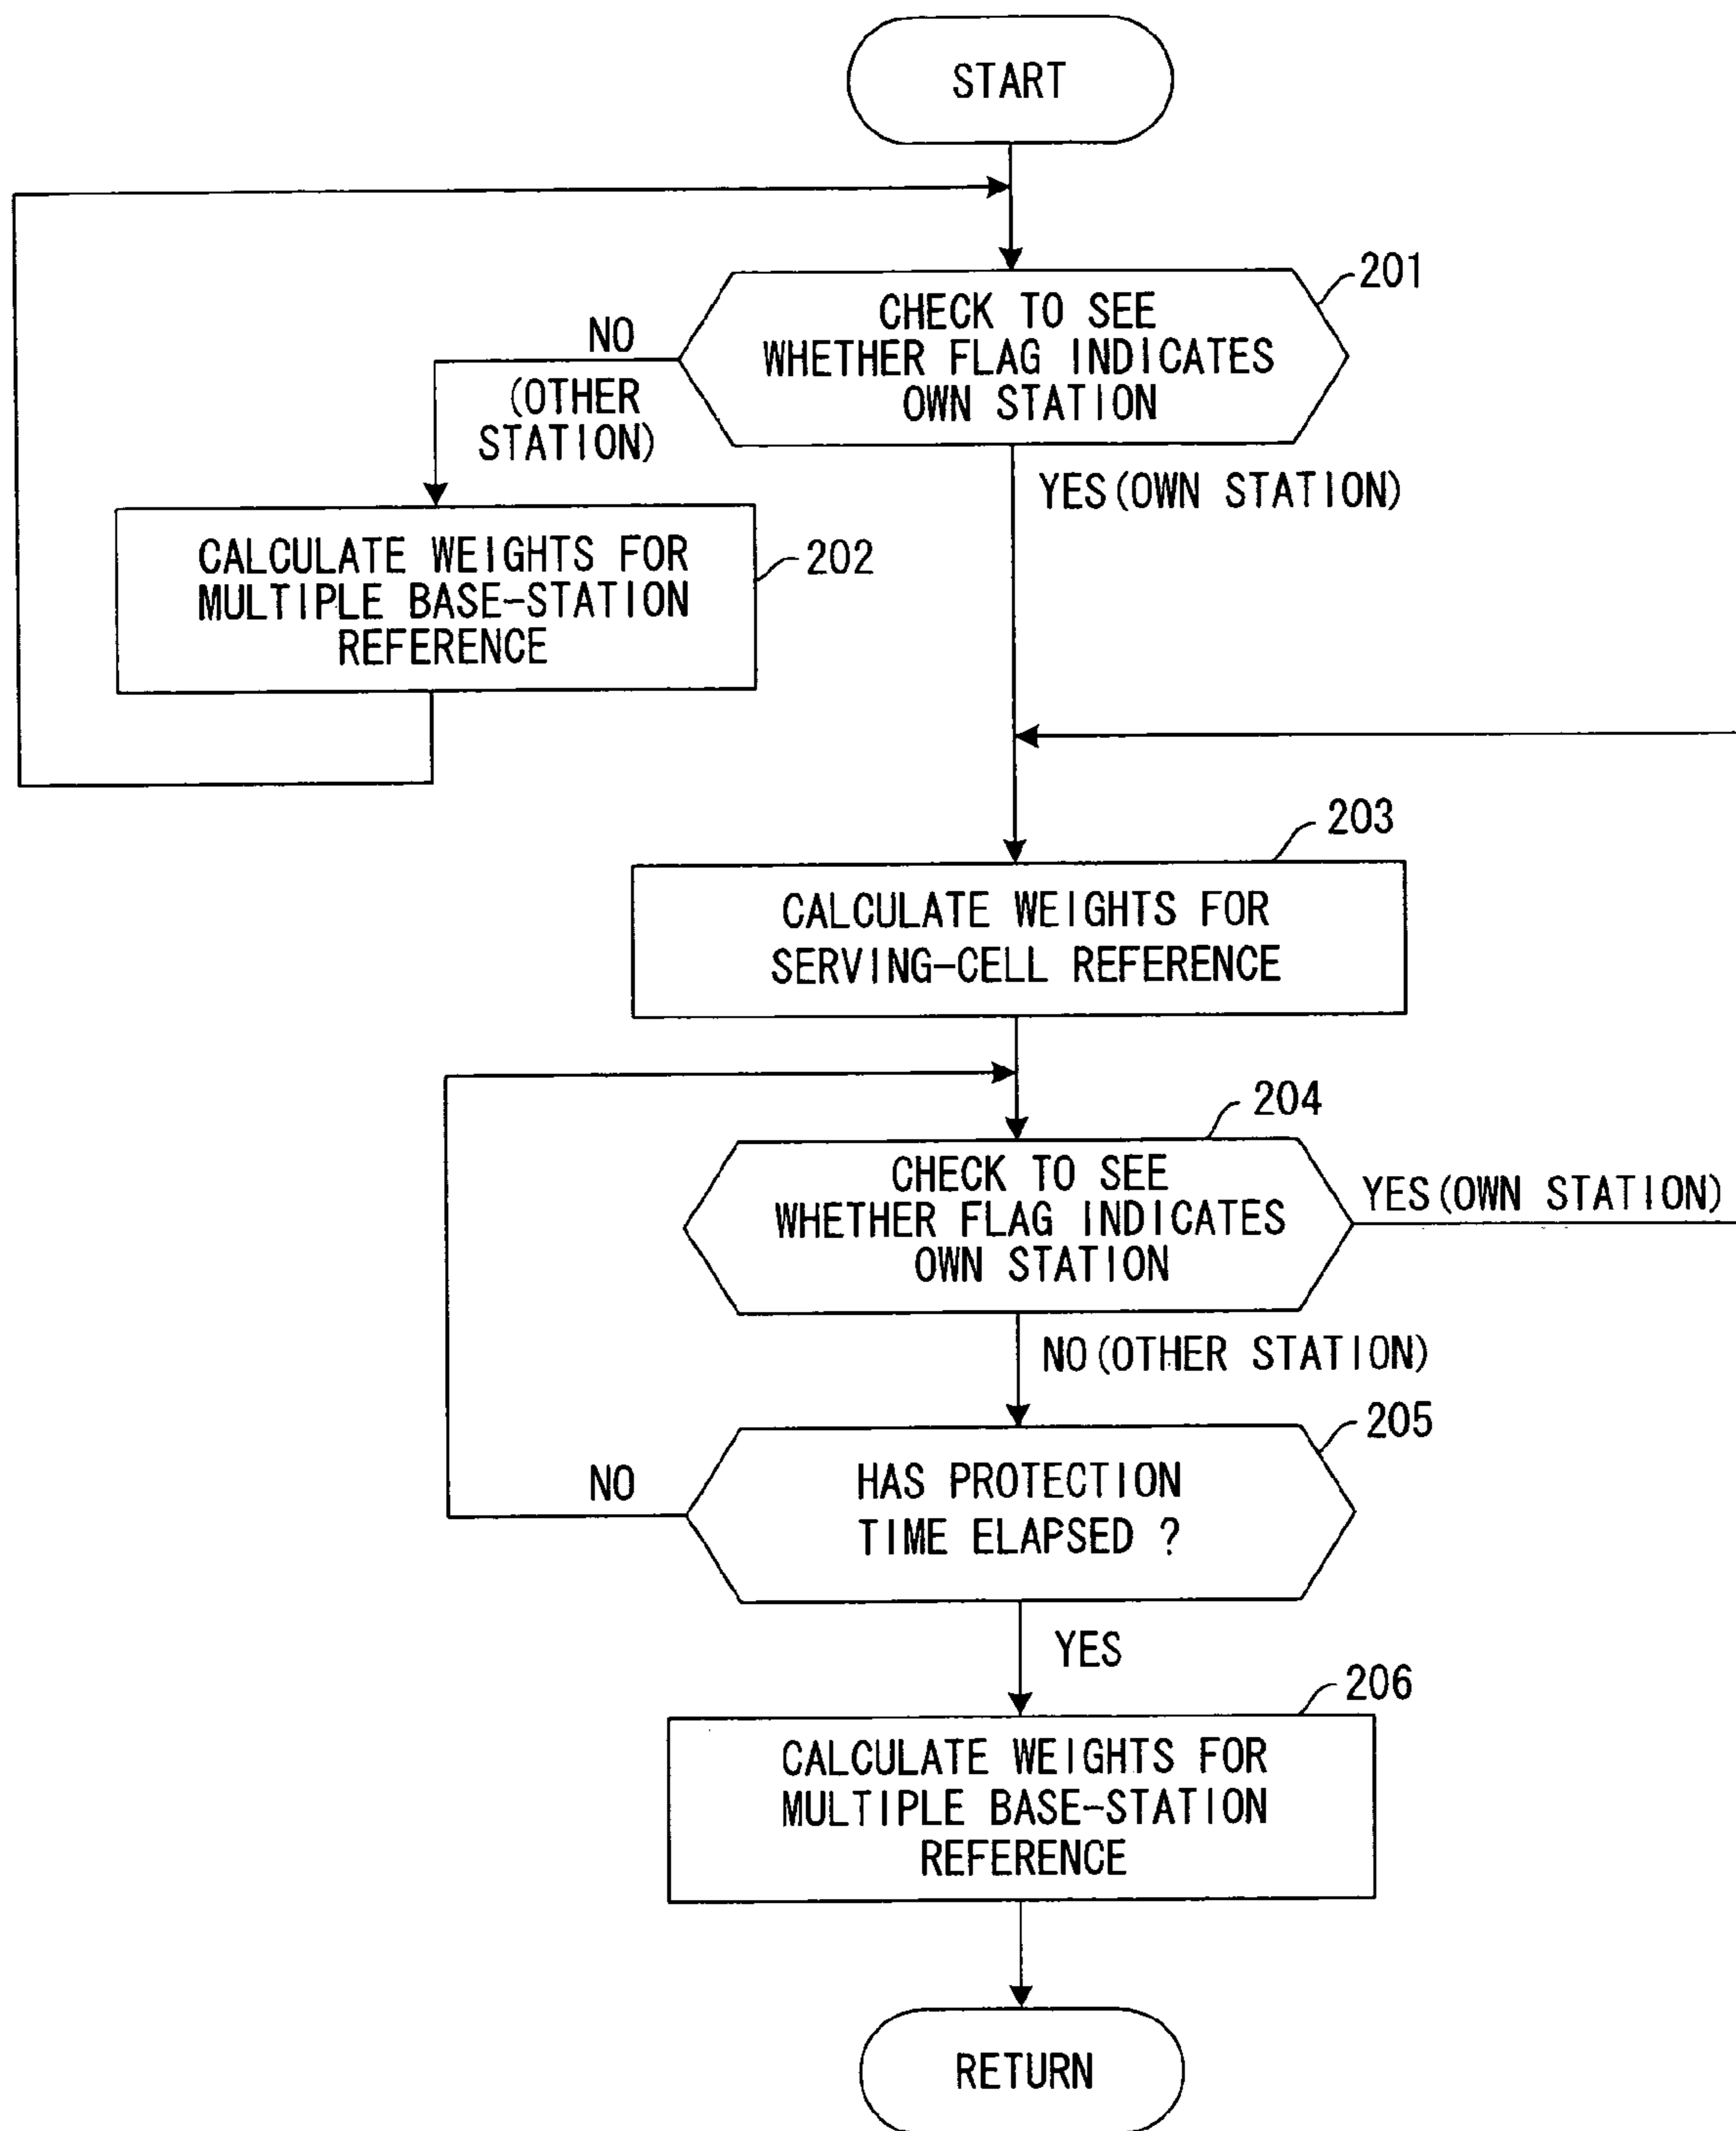 START
201
CHECK TO SEE
WHETHER FLAG INDICATES
OWN STATION
NO
(OTHER
STATION)
YES(OWN STATION)
CALCULATE WEIGHTS FOR
MULTIPLE BASE-STATION
REFERENCE
202
203
CALCULATE WEIGHTS FOR
SERVING-CELL REFERENCE
204
CHECK TO SEE
WHETHER FLAG INDICATES
OWN STATION
YES(OWN STATION)
NO(OTHER STATION)
205
HAS PROTECTION
TIME ELAPSED ?
NO
YES
206
CALCULATE WEIGHTS FOR
MULTIPLE BASE-STATION
REFERENCE
RETURN